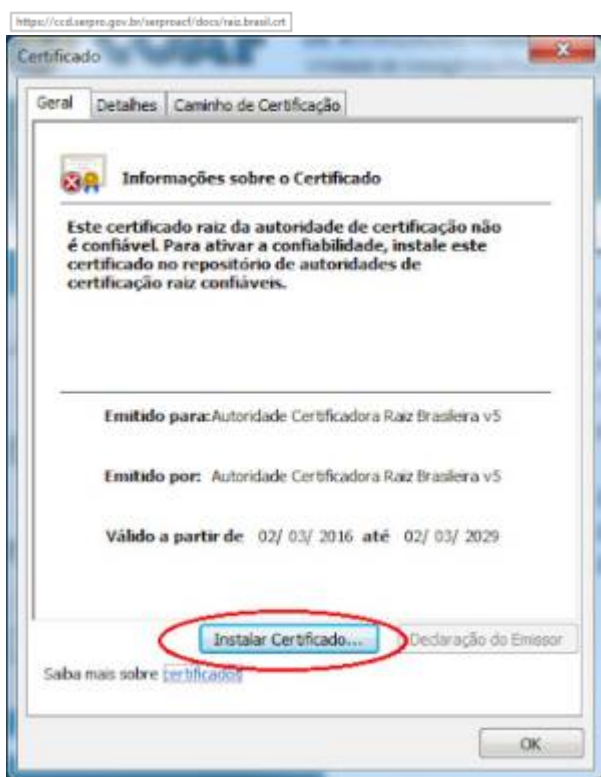 https://ccd.serpro.gov.br/serproacf/docs/raiz.brasil.crt
Certificado
Geral Detalhes Caminho de Certificação
Informações sobre o Certificado
Este certificado raiz da autoridade de certificação não
é confiável. Para ativar a confiabilidade, instale este
certificado no repositório de autoridades de
certificação raiz confiáveis.
Emitido para: Autoridade Certificadora Raiz Brasileira v5
Emitido por: Autoridade Certificadora Raiz Brasileira v5
Válido a partir de 02/ 03/ 2016 até 02/ 03/ 2029
Instalar Certificado... Declaração do Emissor
Saiba mais sobre certificados
OK